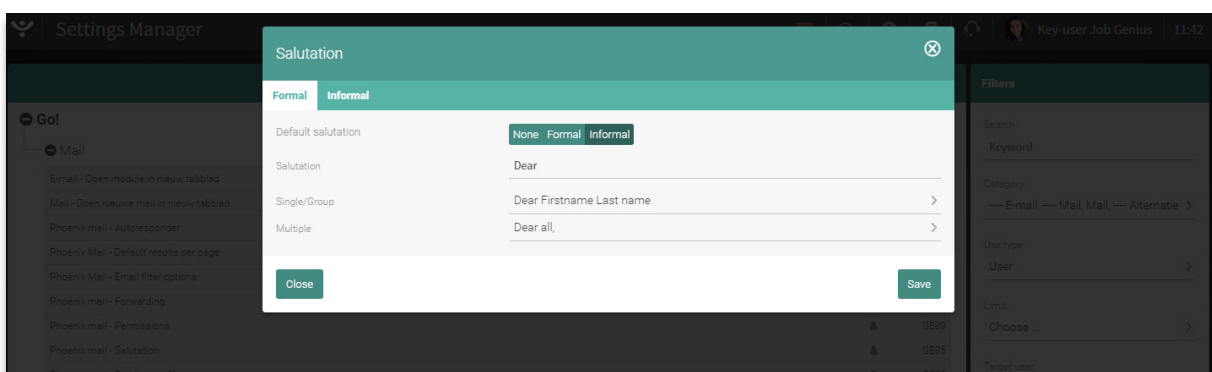 Settings Manager
Key-user Job Genius
11:42
Salutation
Formal Informal
Default salutation
None Formal Informal
Salutation
Dear
Single/Group
Dear Firstname Last name
Multiple
Dear all,
Close
Save
Go!
Mail
E-mail - Open module in nieuw tabblad
Mail - Open nieuwe mail in nieuw tabblad
Phoenix mail - Autoresponder
Phoenix Mail - Default results per page
Phoenix Mail - Email filter options
Phoenix mail - Forwarding
Phoenix mail - Permissions
GE89
Phoenix mail - Salutation
GE85
Filters
Search
Keyword
Category
--- E-mail, --- Mail, Mail, --- Alternatie
Use type
User
Limit
Choose ...
Target user